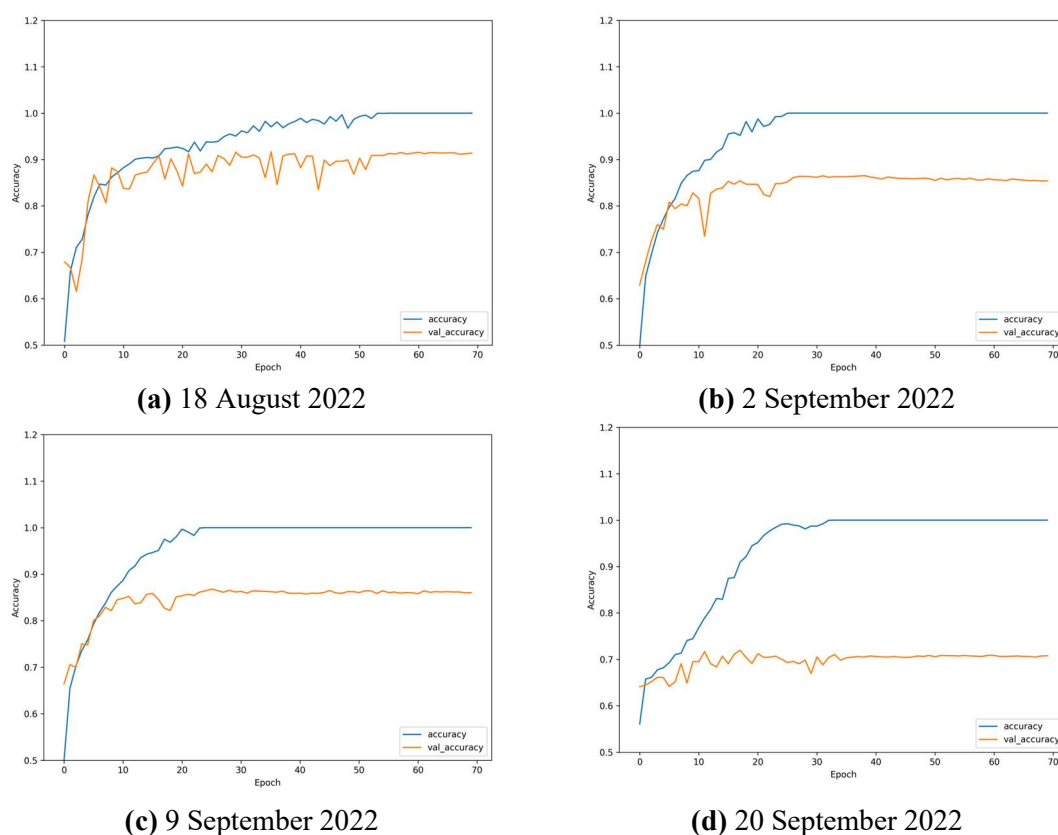 1.2
1.1
1.0
0.9
0.8
0.7
0.6
0.5
Accuracy
0 10 20 30 40 50 60 70
Epoch
accuracy
val_accuracy
(a) 18 August 2022
1.2
1.1
1.0
0.9
0.8
0.7
0.6
0.5
Accuracy
0 10 20 30 40 50 60 70
Epoch
accuracy
val_accuracy
(b) 2 September 2022
1.2
1.1
1.0
0.9
0.8
0.7
0.6
0.5
Accuracy
0 10 20 30 40 50 60 70
Epoch
accuracy
val_accuracy
(c) 9 September 2022
1.2
1.1
1.0
0.9
0.8
0.7
0.6
0.5
Accuracy
0 10 20 30 40 50 60 70
Epoch
accuracy
val_accuracy
(d) 20 September 2022